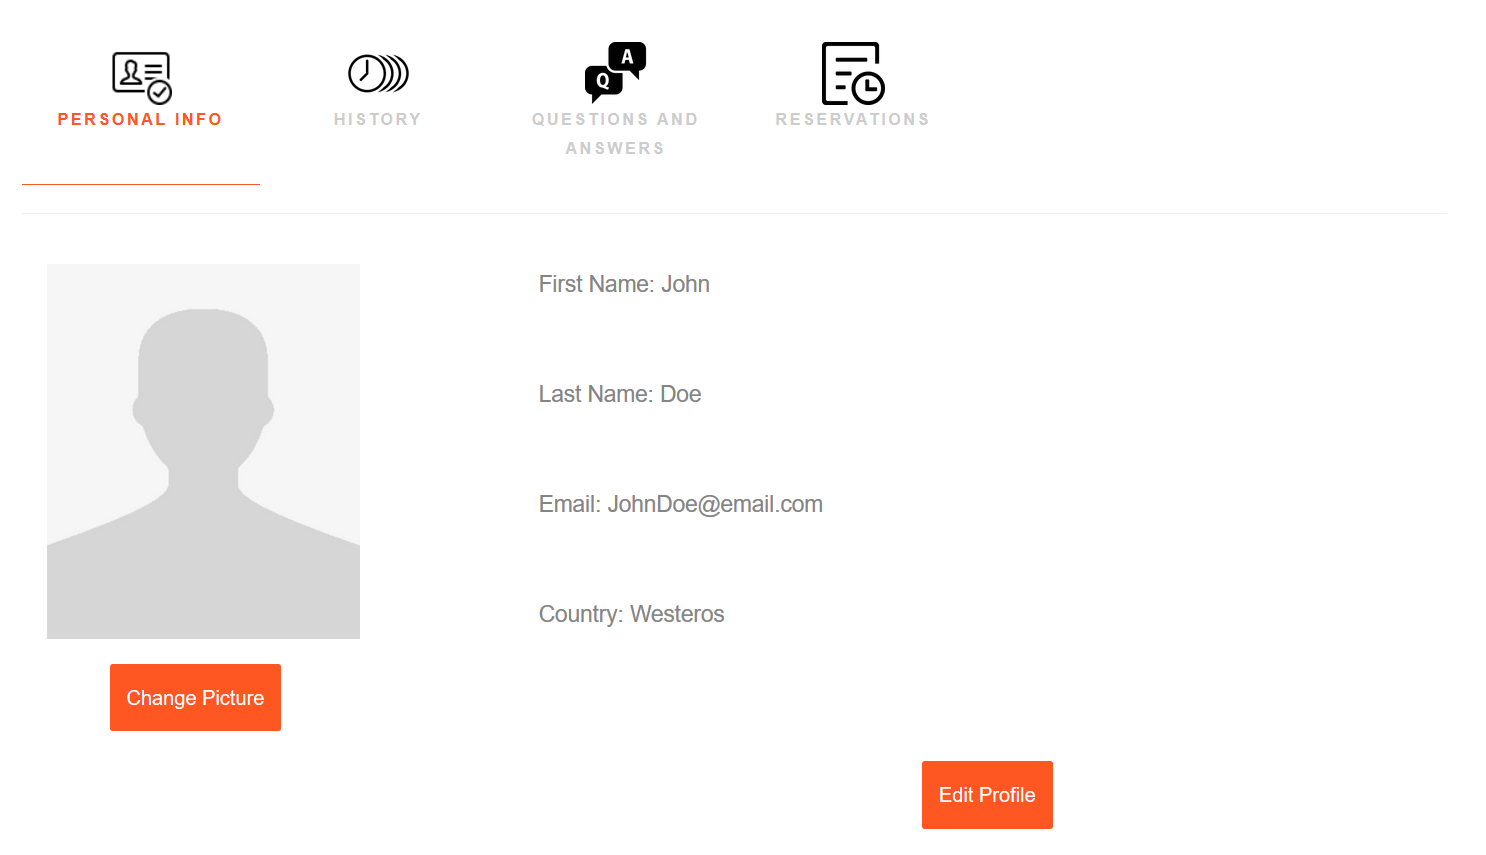 PERSONAL INFO
HISTORY
A
Q
QUESTIONS AND
ANSWERS
RESERVATIONS
First Name: John
Last Name: Doe
Email: JohnDoe@email.com
Country: Westeros
Change Picture
Edit Profile